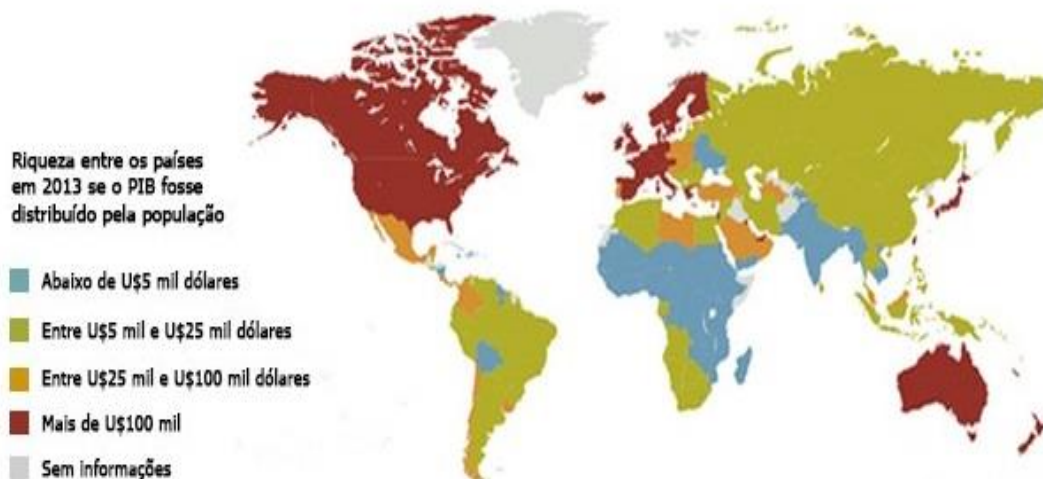 Riqueza entre os países
em 2013 se o PIB fosse
distribuído pela população
Abaixo de U$5 mil dólares
Entre U$5 mil e U$25 mil dólares
Entre U$25 mil e U$100 mil dólares
Mais de U$100 mil
Sem informações